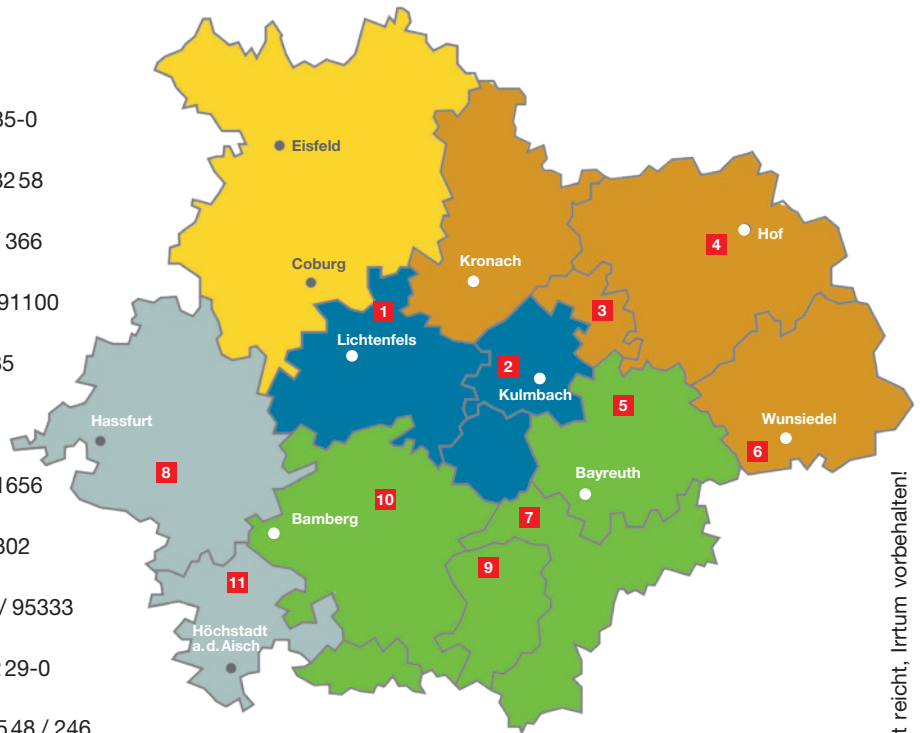 35-0
3258
/ 366
91100
35
1656
302
/ 95333
29-0
548 / 246
Eisfeld
Coburg
Kronach
4
Hof
1
3
Lichtenfels
2
Kulmbach
5
Hassfurt
Wunsiedel
6
8
Bayreuth
10
Bamberg
7
9
11
Höchstadt
a. d. Aisch
t reicht, Irrtum vorbehalten!